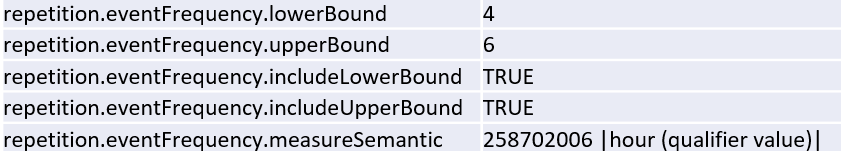 repetition.eventFrequency.lowerBound 4
repetition.eventFrequency.upperBound 6
repetition.eventFrequency.includeLowerBound TRUE
repetition.eventFrequency.includeUpperBound TRUE
repetition.eventFrequency.measureSemantic 258702006 |hour (qualifier value)|